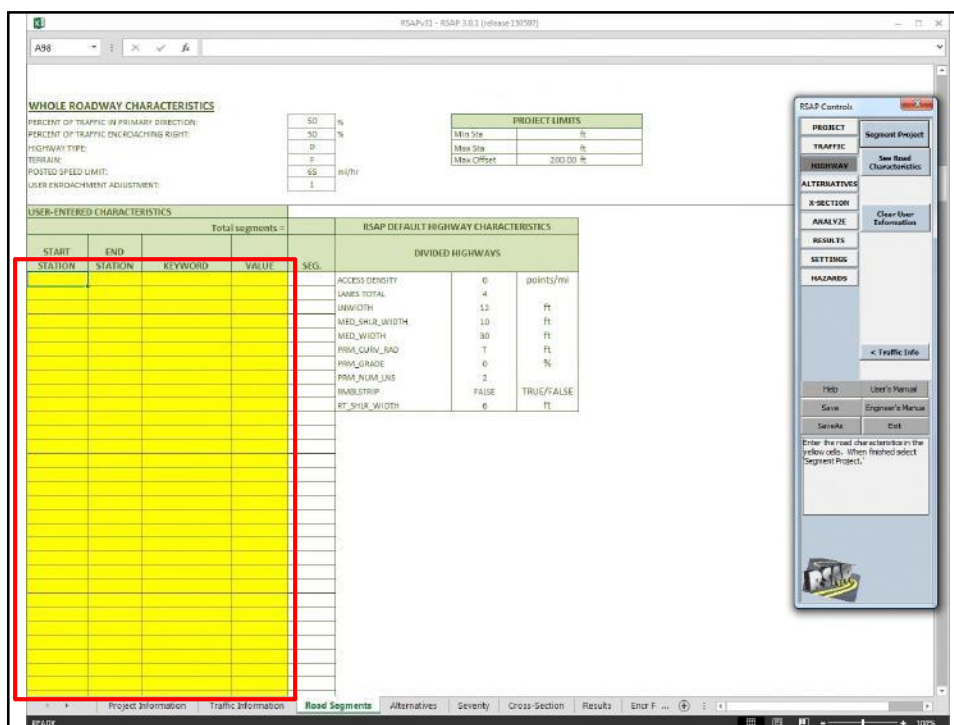 RSAPv31 - RSAP 3.0.1 (release 130507)
A98
fx
WHOLE ROADWAY CHARACTERISTICS
PERCENT OF TRAFFIC IN PRIMARY DIRECTION: 50 %
PERCENT OF TRAFFIC ENCROACHING RIGHT: 50 %
HIGHWAY TYPE: D
TERRAIN: F
POSTED SPEED LIMIT: 65 mi/hr
USER ENROACHMENT ADJUSTMENT: 1
PROJECT LIMITS
Min Sta ft
Max Sta ft
Max Offset 200.00 ft
USER-ENTERED CHARACTERISTICS
Total segments =
START STATION END STATION KEYWORD VALUE SEG.
RSAP DEFAULT HIGHWAY CHARACTERISTICS
DIVIDED HIGHWAYS
ACCESS DENSITY 0 points/mi
LANES TOTAL 4
LNWIDTH 12 ft
MED_SHLR_WIDTH 10 ft
MED_WIDTH 30 ft
PRM_CURV_RAD T ft
PRM_GRADE 0 %
PRM_NUM_LNS 2
RMBLSTRIP FALSE TRUE/FALSE
RT_SHLR_WIDTH 6 ft
RSAP Controls
PROJECT
TRAFFIC
HIGHWAY
ALTERNATIVES
X-SECTION
ANALYZE
RESULTS
SETTINGS
HAZARDS
Segment Project
See Road Characteristics
Clear User Information
< Traffic Info
Help User's Manual
Save Engineer's Manua
SaveAs Exit
Enter the road characteristics in the
yellow cells. When finished select
'Segment Project.'
RSAP
Project Information Traffic Information Road Segments Alternatives Severity Cross-Section Results Encr F ...
READY 100%